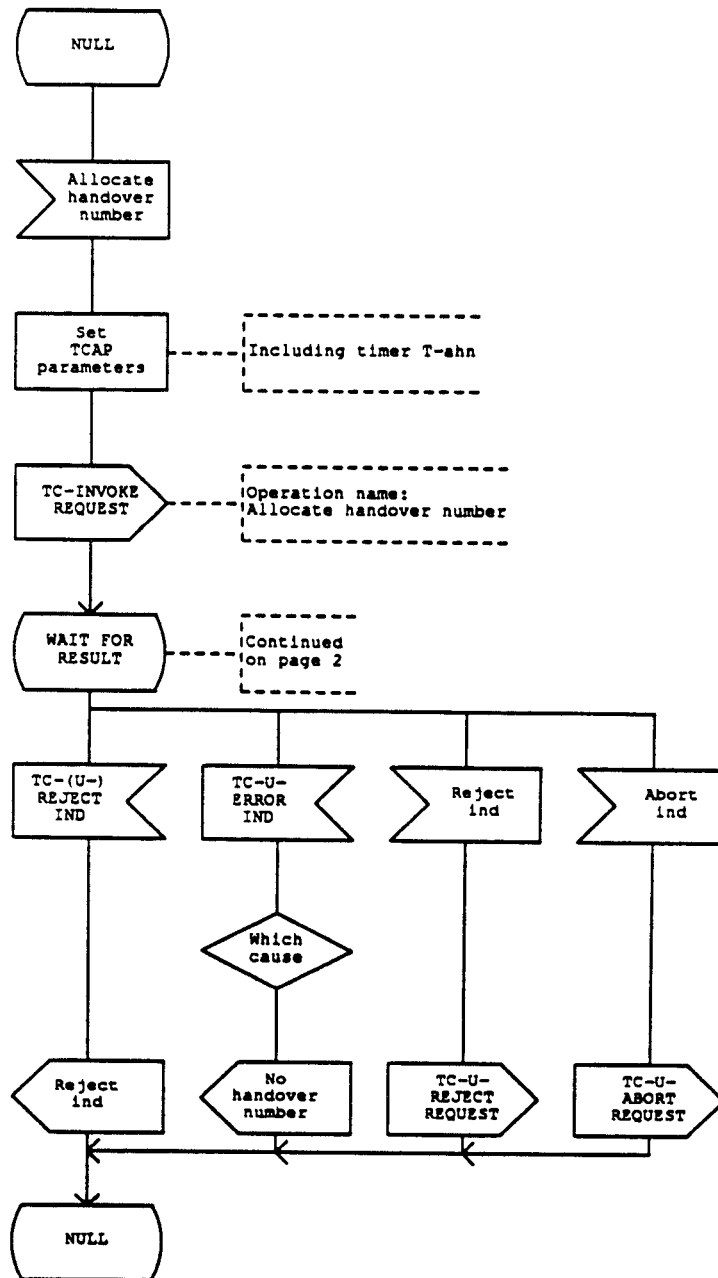 NULL
Allocate
handover
number
Set
TCAP
parameters
Including timer T-ahn
TC-INVOKE
REQUEST
Operation name:
Allocate handover number
WAIT FOR
RESULT
Continued
on page 2
TC-(U-)
REJECT
IND
TC-U-
ERROR
IND
Reject
ind
Abort
ind
Which
cause
Reject
ind
No
handover
number
TC-U-
REJECT
REQUEST
TC-U-
ABORT
REQUEST
NULL